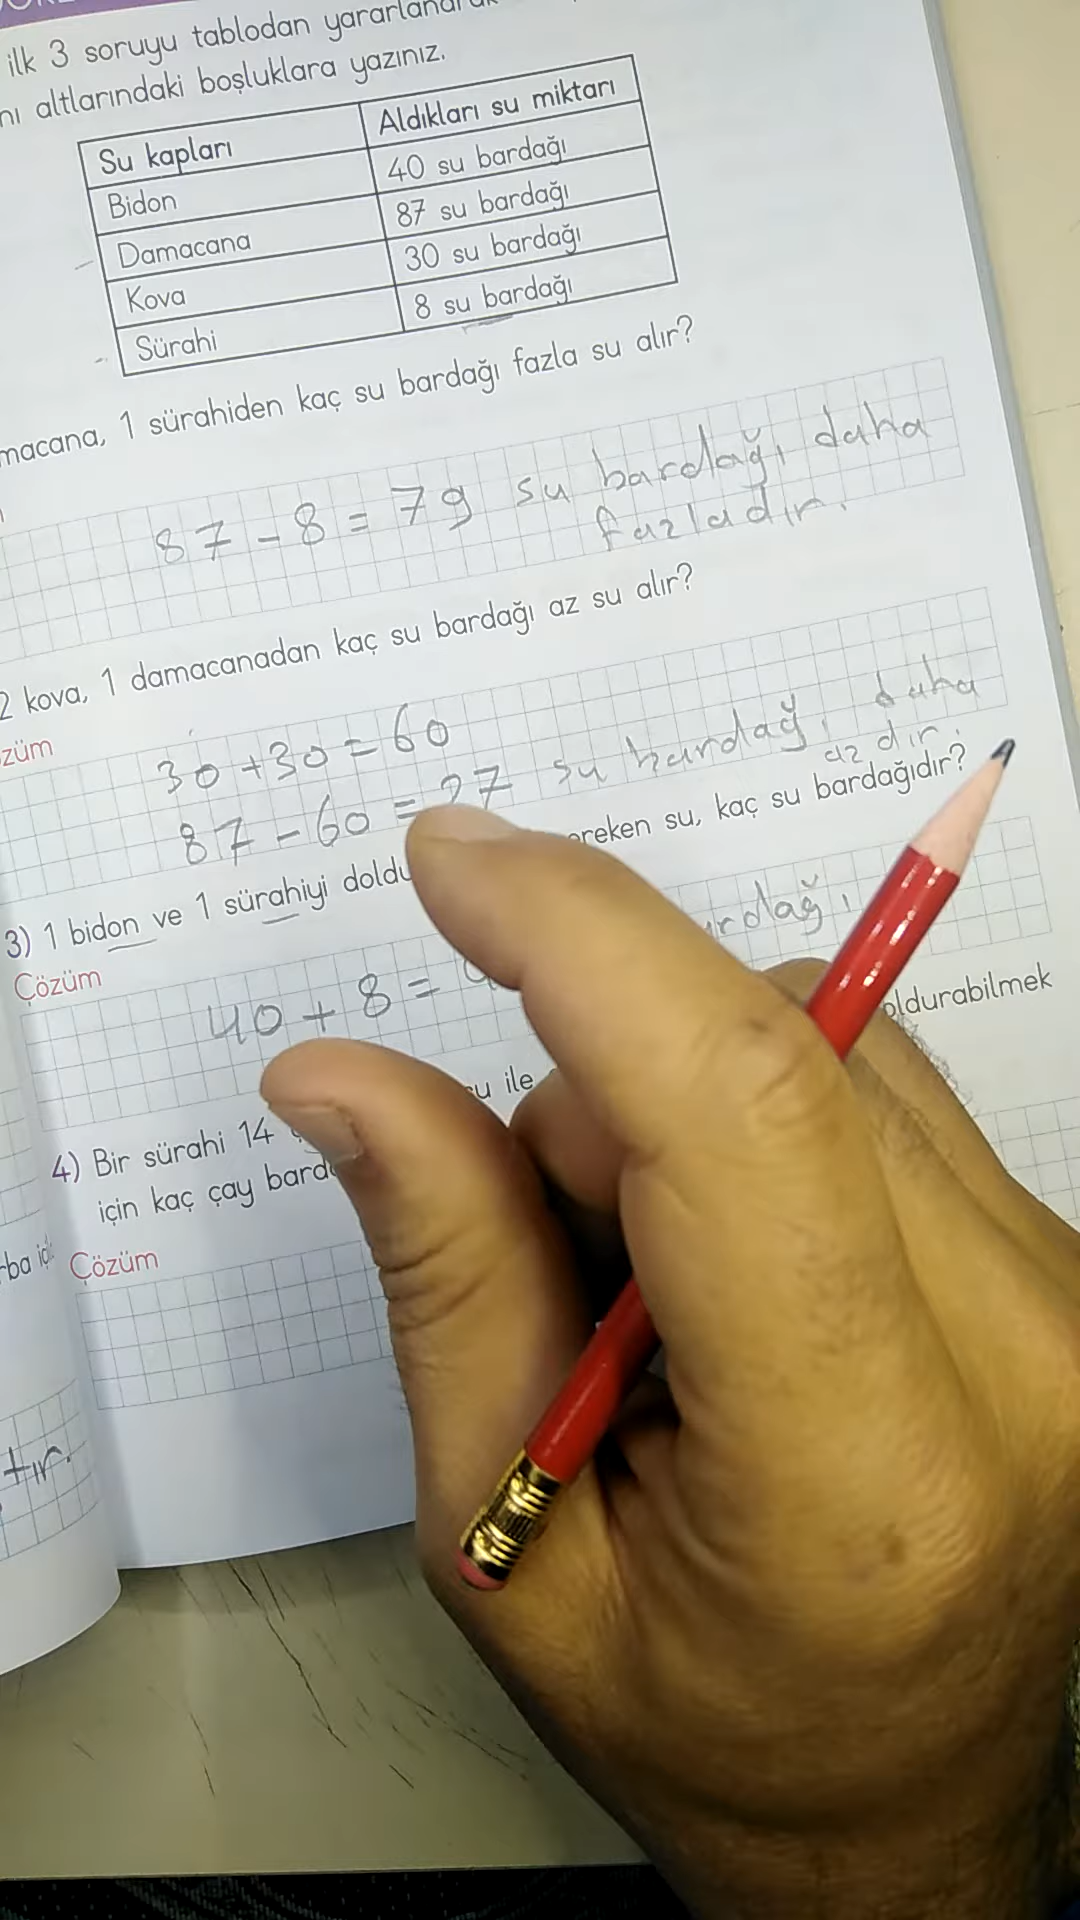 ilk 3 soruyu tablodan yararlanarak
altlarındaki boşluklara yazınız.
Su kapları Aldıkları su miktarı
Bidon 40 su bardağı
Damacana 87 su bardağı
Kova 30 su bardağı
Sürahi 8 su bardağı
macana, 1 sürahiden kaç su bardağı fazla su alır?
87 - 8 = 79 su bardağı daha
fazladır.
2 kova, 1 damacanadan kaç su bardağı az su alır?
züm
30 + 30 = 60
87 - 60 = 27 su bardağı daha
az dır.
3) 1 bidon ve 1 sürahiyi doldu ereken su, kaç su bardağıdır?
Çözüm
40 + 8 = ardağı
4) Bir sürahi 14 su ile oldurabilmek
için kaç çay barda
Çözüm
tır.